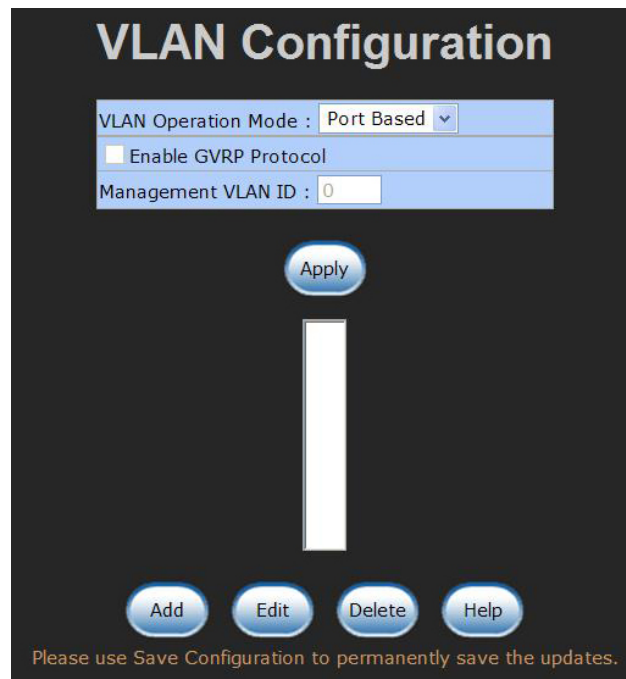 VLAN Configuration
VLAN Operation Mode : Port Based
Enable GVRP Protocol
Management VLAN ID : 0
Apply
Add Edit Delete Help
Please use Save Configuration to permanently save the updates.